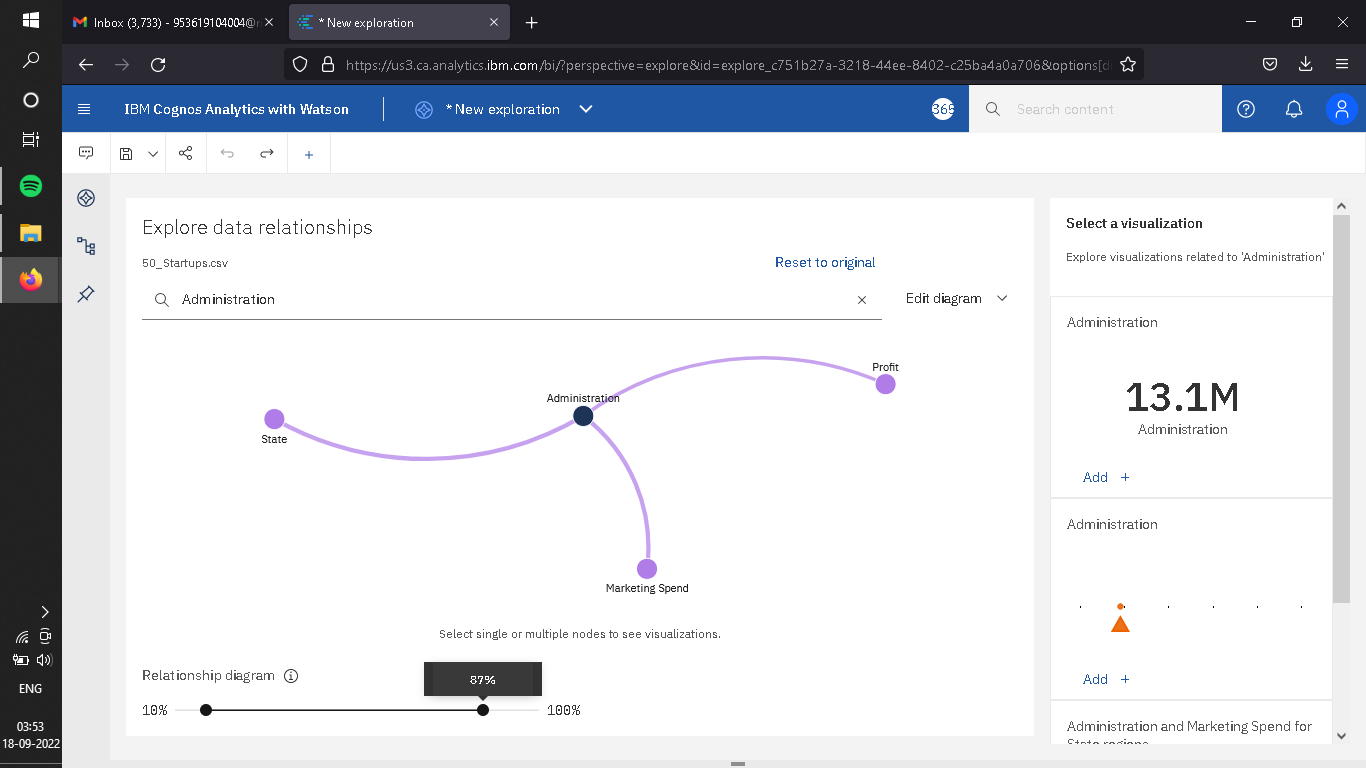 Inbox (3,733) - 953619104004@r
* New exploration
https://us3.ca.analytics.ibm.com/bi/?perspective=explore&id=explore_c751b27a-3218-44ee-8402-c25ba4a0a706&options[d
IBM Cognos Analytics with Watson
* New exploration
365
Search content
Explore data relationships
50_Startups.csv
Reset to original
Administration
Edit diagram
Profit
Administration
State
Marketing Spend
Select single or multiple nodes to see visualizations.
Relationship diagram
87%
10%
100%
Select a visualization
Explore visualizations related to 'Administration'
Administration
13.1M
Administration
Add +
Administration
Add +
Administration and Marketing Spend for
State regions
ENG
03:53
18-09-2022